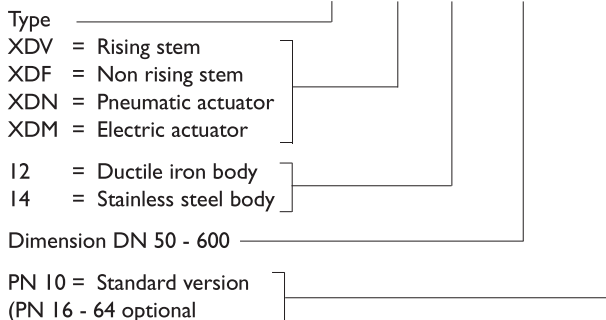 Type
XDV = Rising stem
XDF = Non rising stem
XDN = Pneumatic actuator
XDM = Electric actuator
12 = Ductile iron body
14 = Stainless steel body
Dimension DN 50 - 600
PN 10 = Standard version
(PN 16 - 64 optional